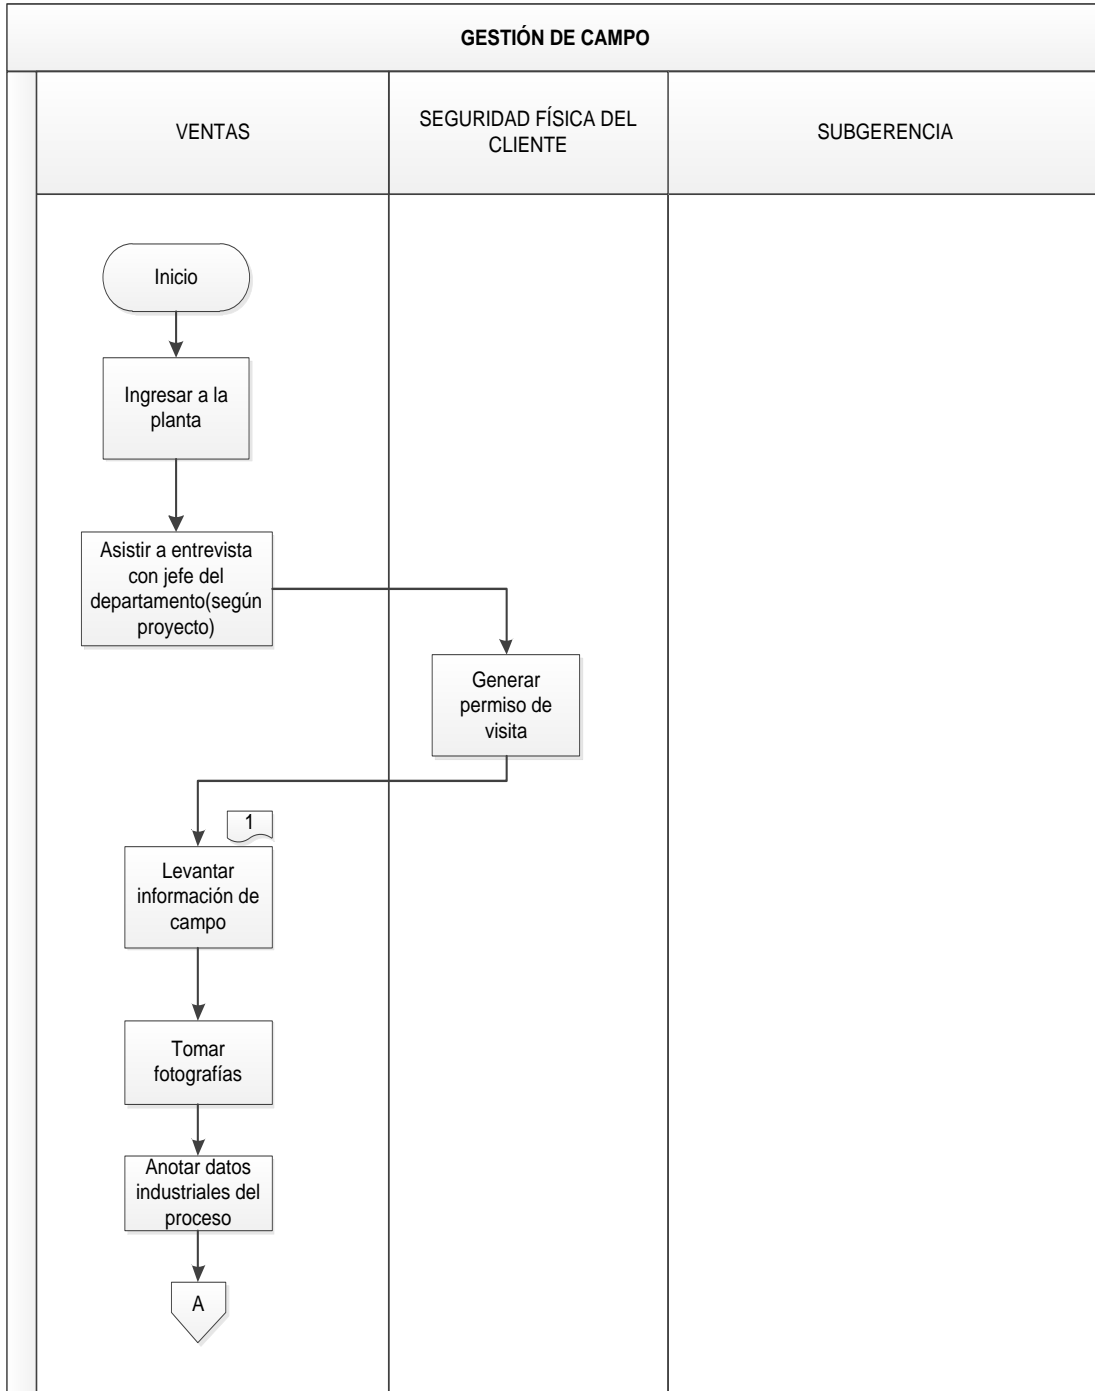 GESTIÓN DE CAMPO
VENTAS
SEGURIDAD FÍSICA DEL
CLIENTE
SUBGERENCIA
Inicio
Ingresar a la
planta
Asistir a entrevista
con jefe del
departamento(según
proyecto)
Generar
permiso de
visita
1
Levantar
información de
campo
Tomar
fotografías
Anotar datos
industriales del
proceso
A